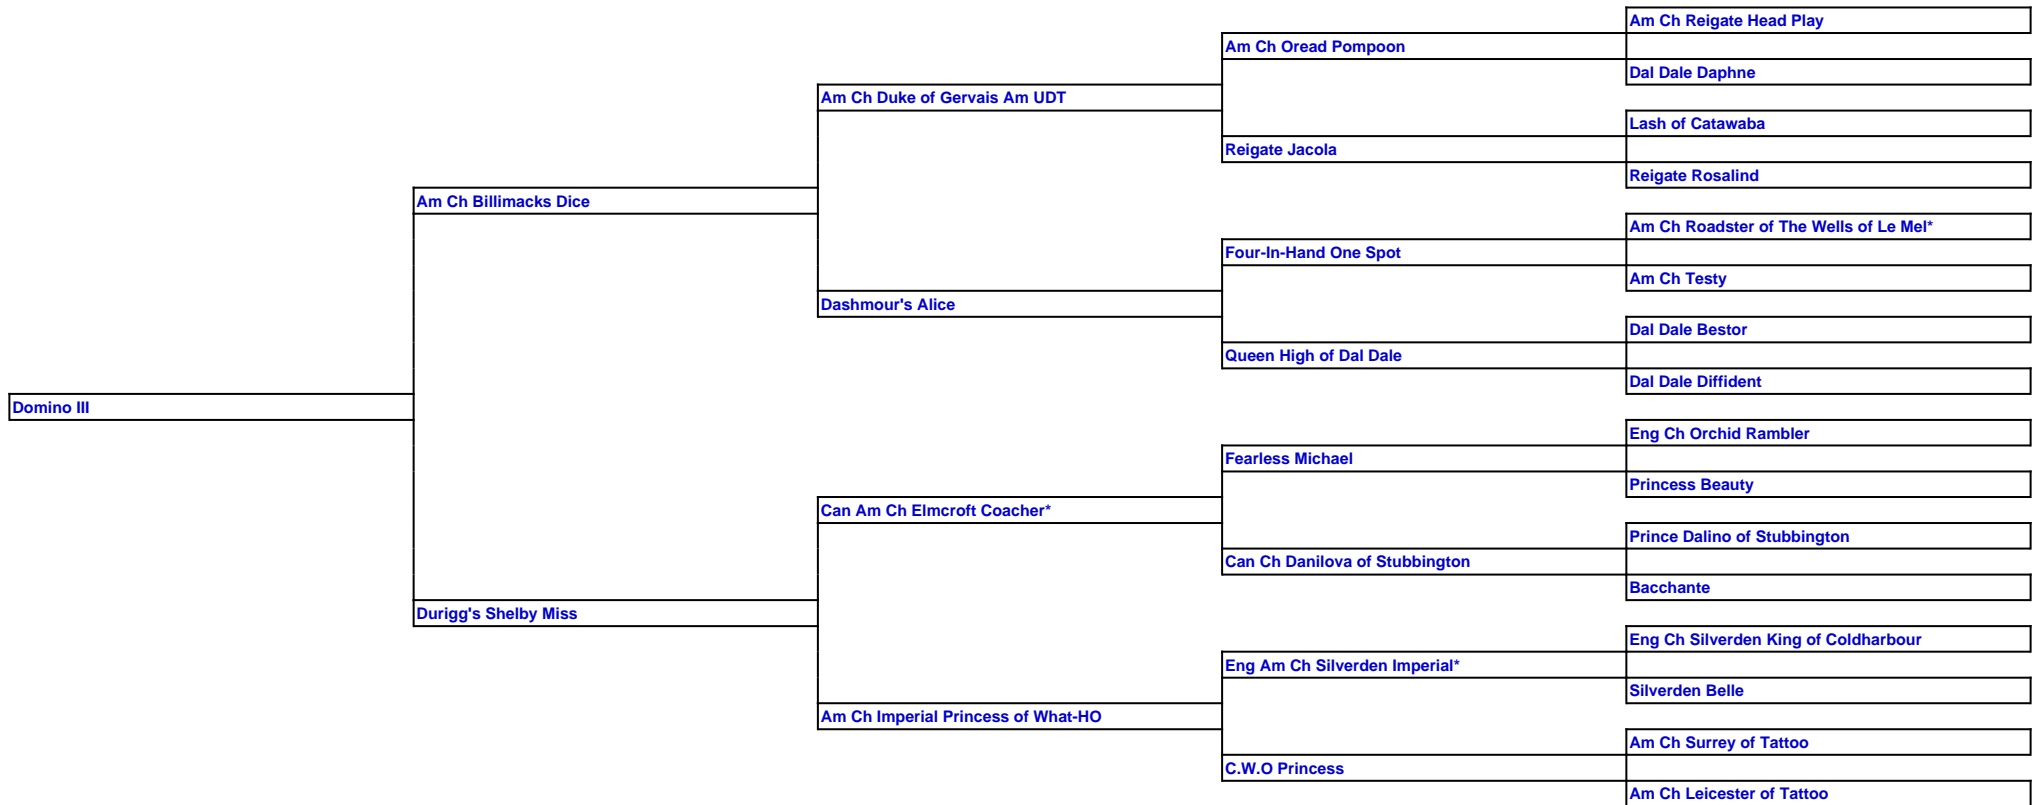 Am Ch Reigate Head Play
Am Ch Oread Pompoon
Dal Dale Daphne
Am Ch Duke of Gervais Am UDT
Lash of Catawaba
Reigate Jacola
Reigate Rosalind
Am Ch Billimacks Dice
Am Ch Roadster of The Wells of Le Mel*
Four-In-Hand One Spot
Am Ch Testy
Dashmour's Alice
Dal Dale Bestor
Queen High of Dal Dale
Dal Dale Diffident
Domino III
Eng Ch Orchid Rambler
Fearless Michael
Princess Beauty
Can Am Ch Elmcroft Coacher*
Prince Dalino of Stubbington
Can Ch Danilova of Stubbington
Bacchante
Durigg's Shelby Miss
Eng Ch Silverden King of Coldharbour
Eng Am Ch Silverden Imperial*
Silverden Belle
Am Ch Imperial Princess of What-HO
Am Ch Surrey of Tattoo
C.W.O Princess
Am Ch Leicester of Tattoo